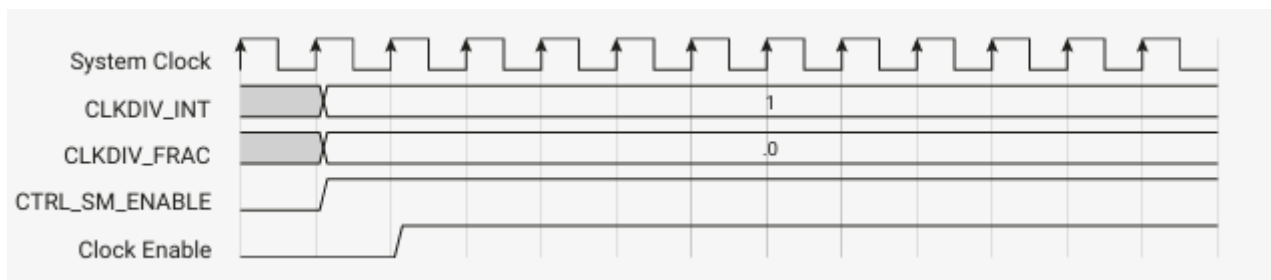 System Clock
CLKDIV_INT
1
CLKDIV_FRAC
.0
CTRL_SM_ENABLE
Clock Enable